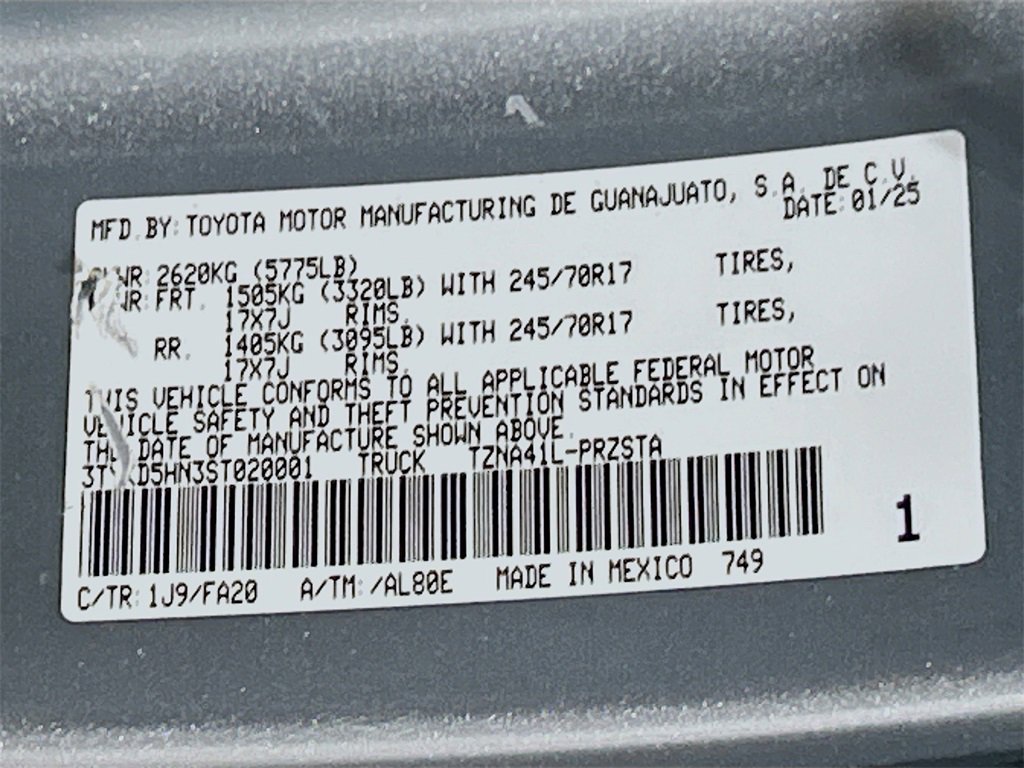 MFD. BY: TOYOTA MOTOR MANUFACTURING DE GUANAJUATO, S.A. DE C.V.
DATE: 01/25
2620KG (5775LB)
FRT. 1505KG (3320LB) WITH 245/70R17 TIRES,
17X7J RIMS.
RR. 1405KG (3095LB) WITH 245/70R17 TIRES,
17X7J RIMS.
THIS VEHICLE CONFORMS TO ALL APPLICABLE FEDERAL MOTOR
VEHICLE SAFETY AND THEFT PREVENTION STANDARDS IN EFFECT ON
THE DATE OF MANUFACTURE SHOWN ABOVE.
TRUCK TZNA41L-PRZSTA
1
C/TR: 1J9/FA20 A/TM: /AL80E MADE IN MEXICO 749